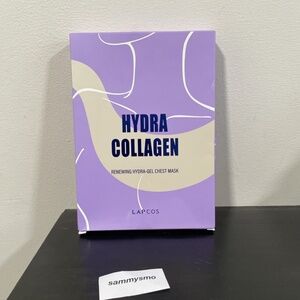 HYDRA
COLLAGEN
RENEWING HYDRA-GEL CHEST MASK
LAPCOS
sammysmo